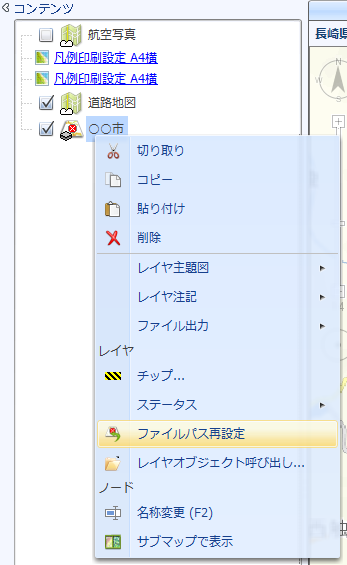 コンテンツ
長崎県
航空写真
凡例印刷設定 A4横
凡例印刷設定 A4横
道路地図
○○市
切り取り
コピー
貼り付け
削除
レイヤ主題図
レイヤ注記
ファイル出力
レイヤ
チップ...
ステータス
ファイルパス再設定
レイヤオブジェクト呼び出し...
ノード
名称変更 (F2)
サブマップで表示